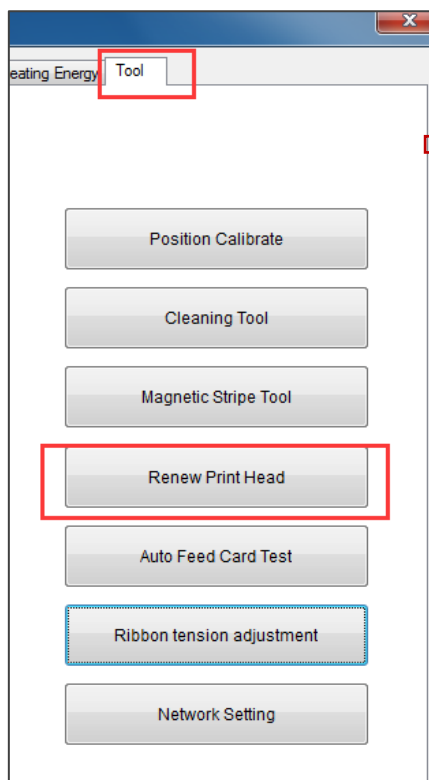 eating Energy
Tool
Position Calibrate
Cleaning Tool
Magnetic Stripe Tool
Renew Print Head
Auto Feed Card Test
Ribbon tension adjustment
Network Setting